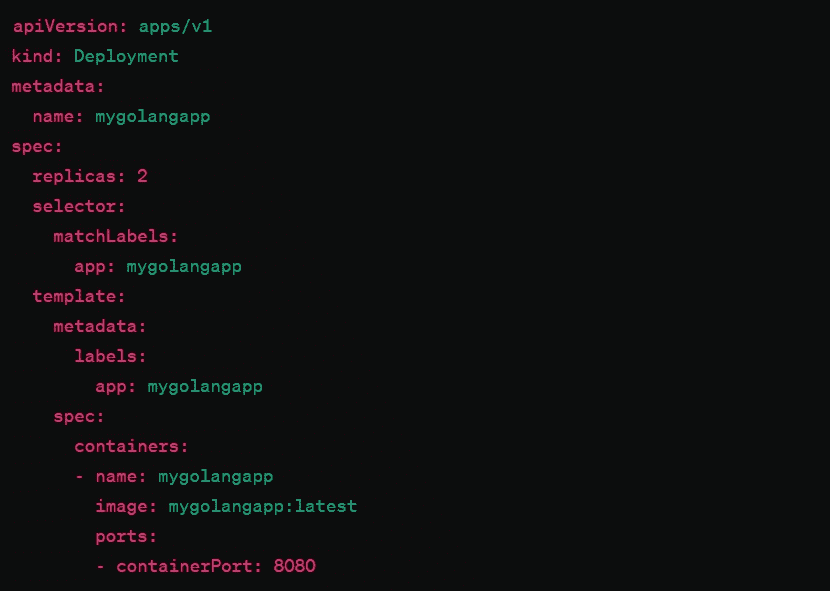 apiVersion: apps/v1
kind: Deployment
metadata:
  name: mygolangapp
spec:
  replicas: 2
  selector:
    matchLabels:
      app: mygolangapp
  template:
    metadata:
      labels:
        app: mygolangapp
    spec:
      containers:
      - name: mygolangapp
        image: mygolangapp:latest
        ports:
        - containerPort: 8080